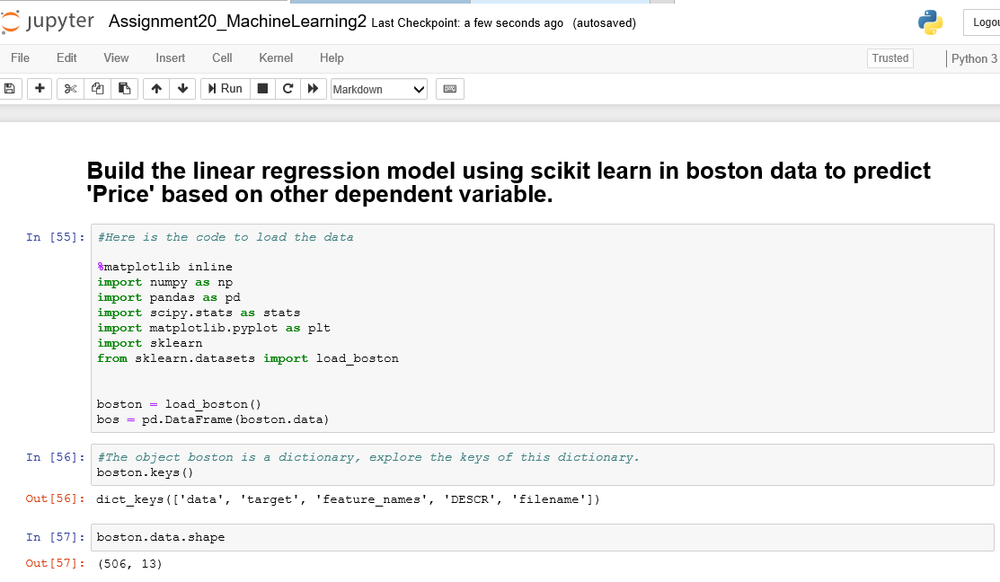 jupyter Assignment20_MachineLearning2 Last Checkpoint: a few seconds ago (autosaved)
Logou
File Edit View Insert Cell Kernel Help
Trusted
Python 3
Run
Markdown
Build the linear regression model using scikit learn in boston data to predict
'Price' based on other dependent variable.
In [55]: #Here is the code to load the data
%matplotlib inline
import numpy as np
import pandas as pd
import scipy.stats as stats
import matplotlib.pyplot as plt
import sklearn
from sklearn.datasets import load_boston
boston = load_boston()
bos = pd.DataFrame(boston.data)
In [56]: #The object boston is a dictionary, explore the keys of this dictionary.
boston.keys()
Out[56]: dict_keys(['data', 'target', 'feature_names', 'DESCR', 'filename'])
In [57]: boston.data.shape
Out[57]: (506, 13)